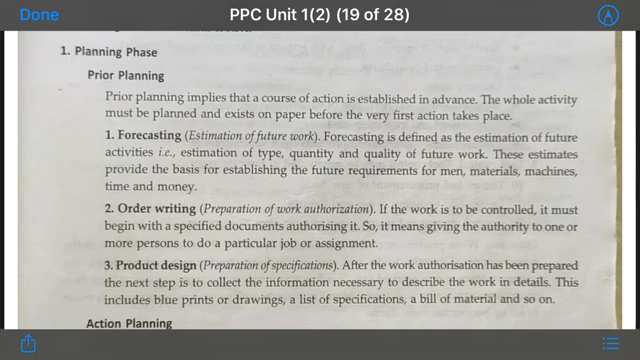 Done
PPC Unit 1(2) (19 of 28)
1. Planning Phase
Prior Planning
Prior planning implies that a course of action is established in advance. The whole activity
must be planned and exists on paper before the very first action takes place.
1. Forecasting (Estimation of future work). Forecasting is defined as the estimation of future
activities i.e., estimation of type, quantity and quality of future work. These estimates
provide the basis for establishing the future requirements for men, materials, machines,
time and money.
2. Order writing (Preparation of work authorization). If the work is to be controlled, it must
begin with a specified documents authorising it. So, it means giving the authority to one or
more persons to do a particular job or assignment.
3. Product design (Preparation of specifications). After the work authorisation has been prepared
the next step is to collect the information necessary to describe the work in details. This
includes blue prints or drawings, a list of specifications, a bill of material and so on.
Action Planning